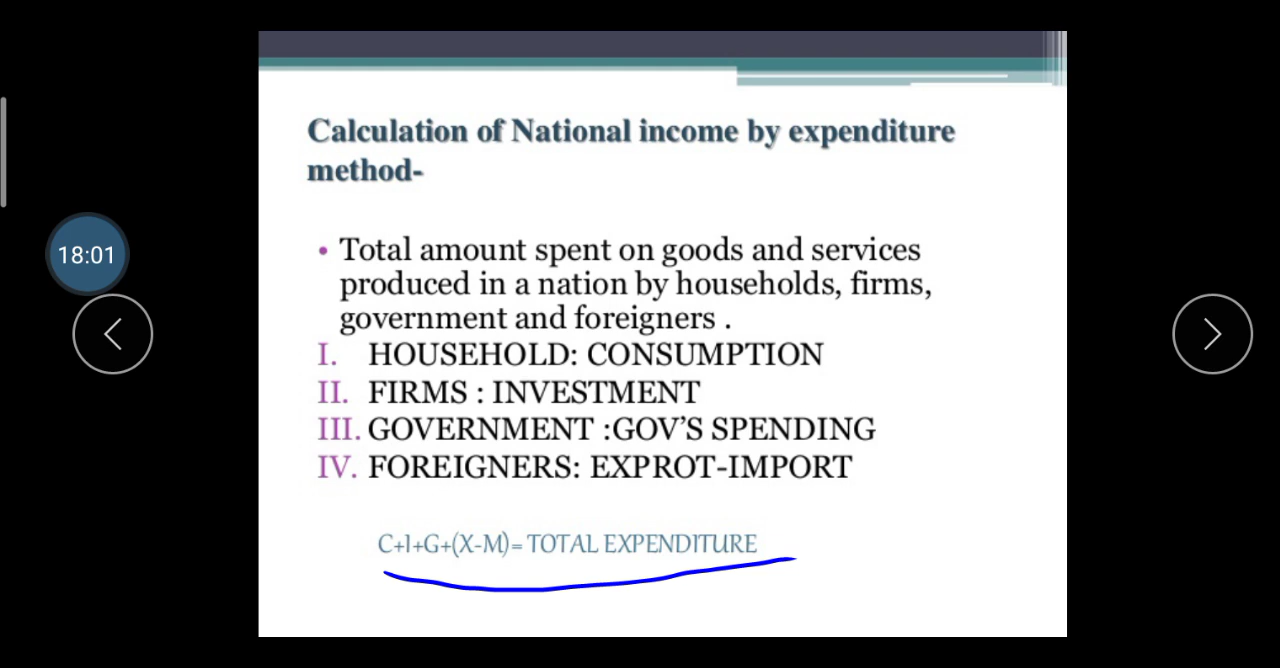 Calculation of National income by expenditure
method-
18:01
• Total amount spent on goods and services
produced in a nation by households, firms,
government and foreigners .
I. HOUSEHOLD: CONSUMPTION
II. FIRMS : INVESTMENT
III. GOVERNMENT :GOV’S SPENDING
IV. FOREIGNERS: EXPROT-IMPORT
C+I+G+(X-M)= TOTAL EXPENDITURE